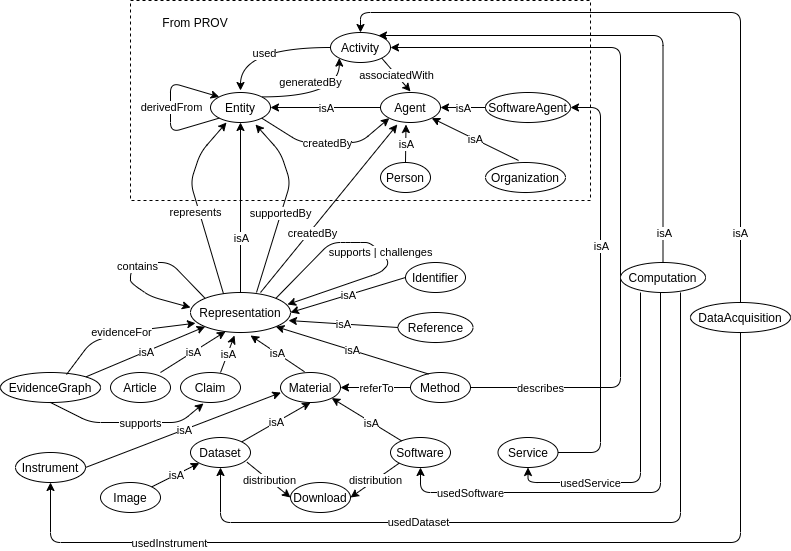 From PROV
Activity
used
generatedBy
associatedWith
derivedFrom
Entity
isA
Agent
isA
SoftwareAgent
createdBy
isA
isA
Person
Organization
represents
supportedBy
createdBy
isA
isA
isA
isA
supports | challenges
contains
Identifier
Computation
isA
Representation
DataAcquisition
evidenceFor
isA
Reference
isA
isA
isA
isA
isA
EvidenceGraph
Article
Claim
Material
referTo
Method
describes
supports
isA
isA
isA
Instrument
Dataset
Software
Service
isA
distribution
distribution
usedService
Image
Download
usedSoftware
usedDataset
usedInstrument